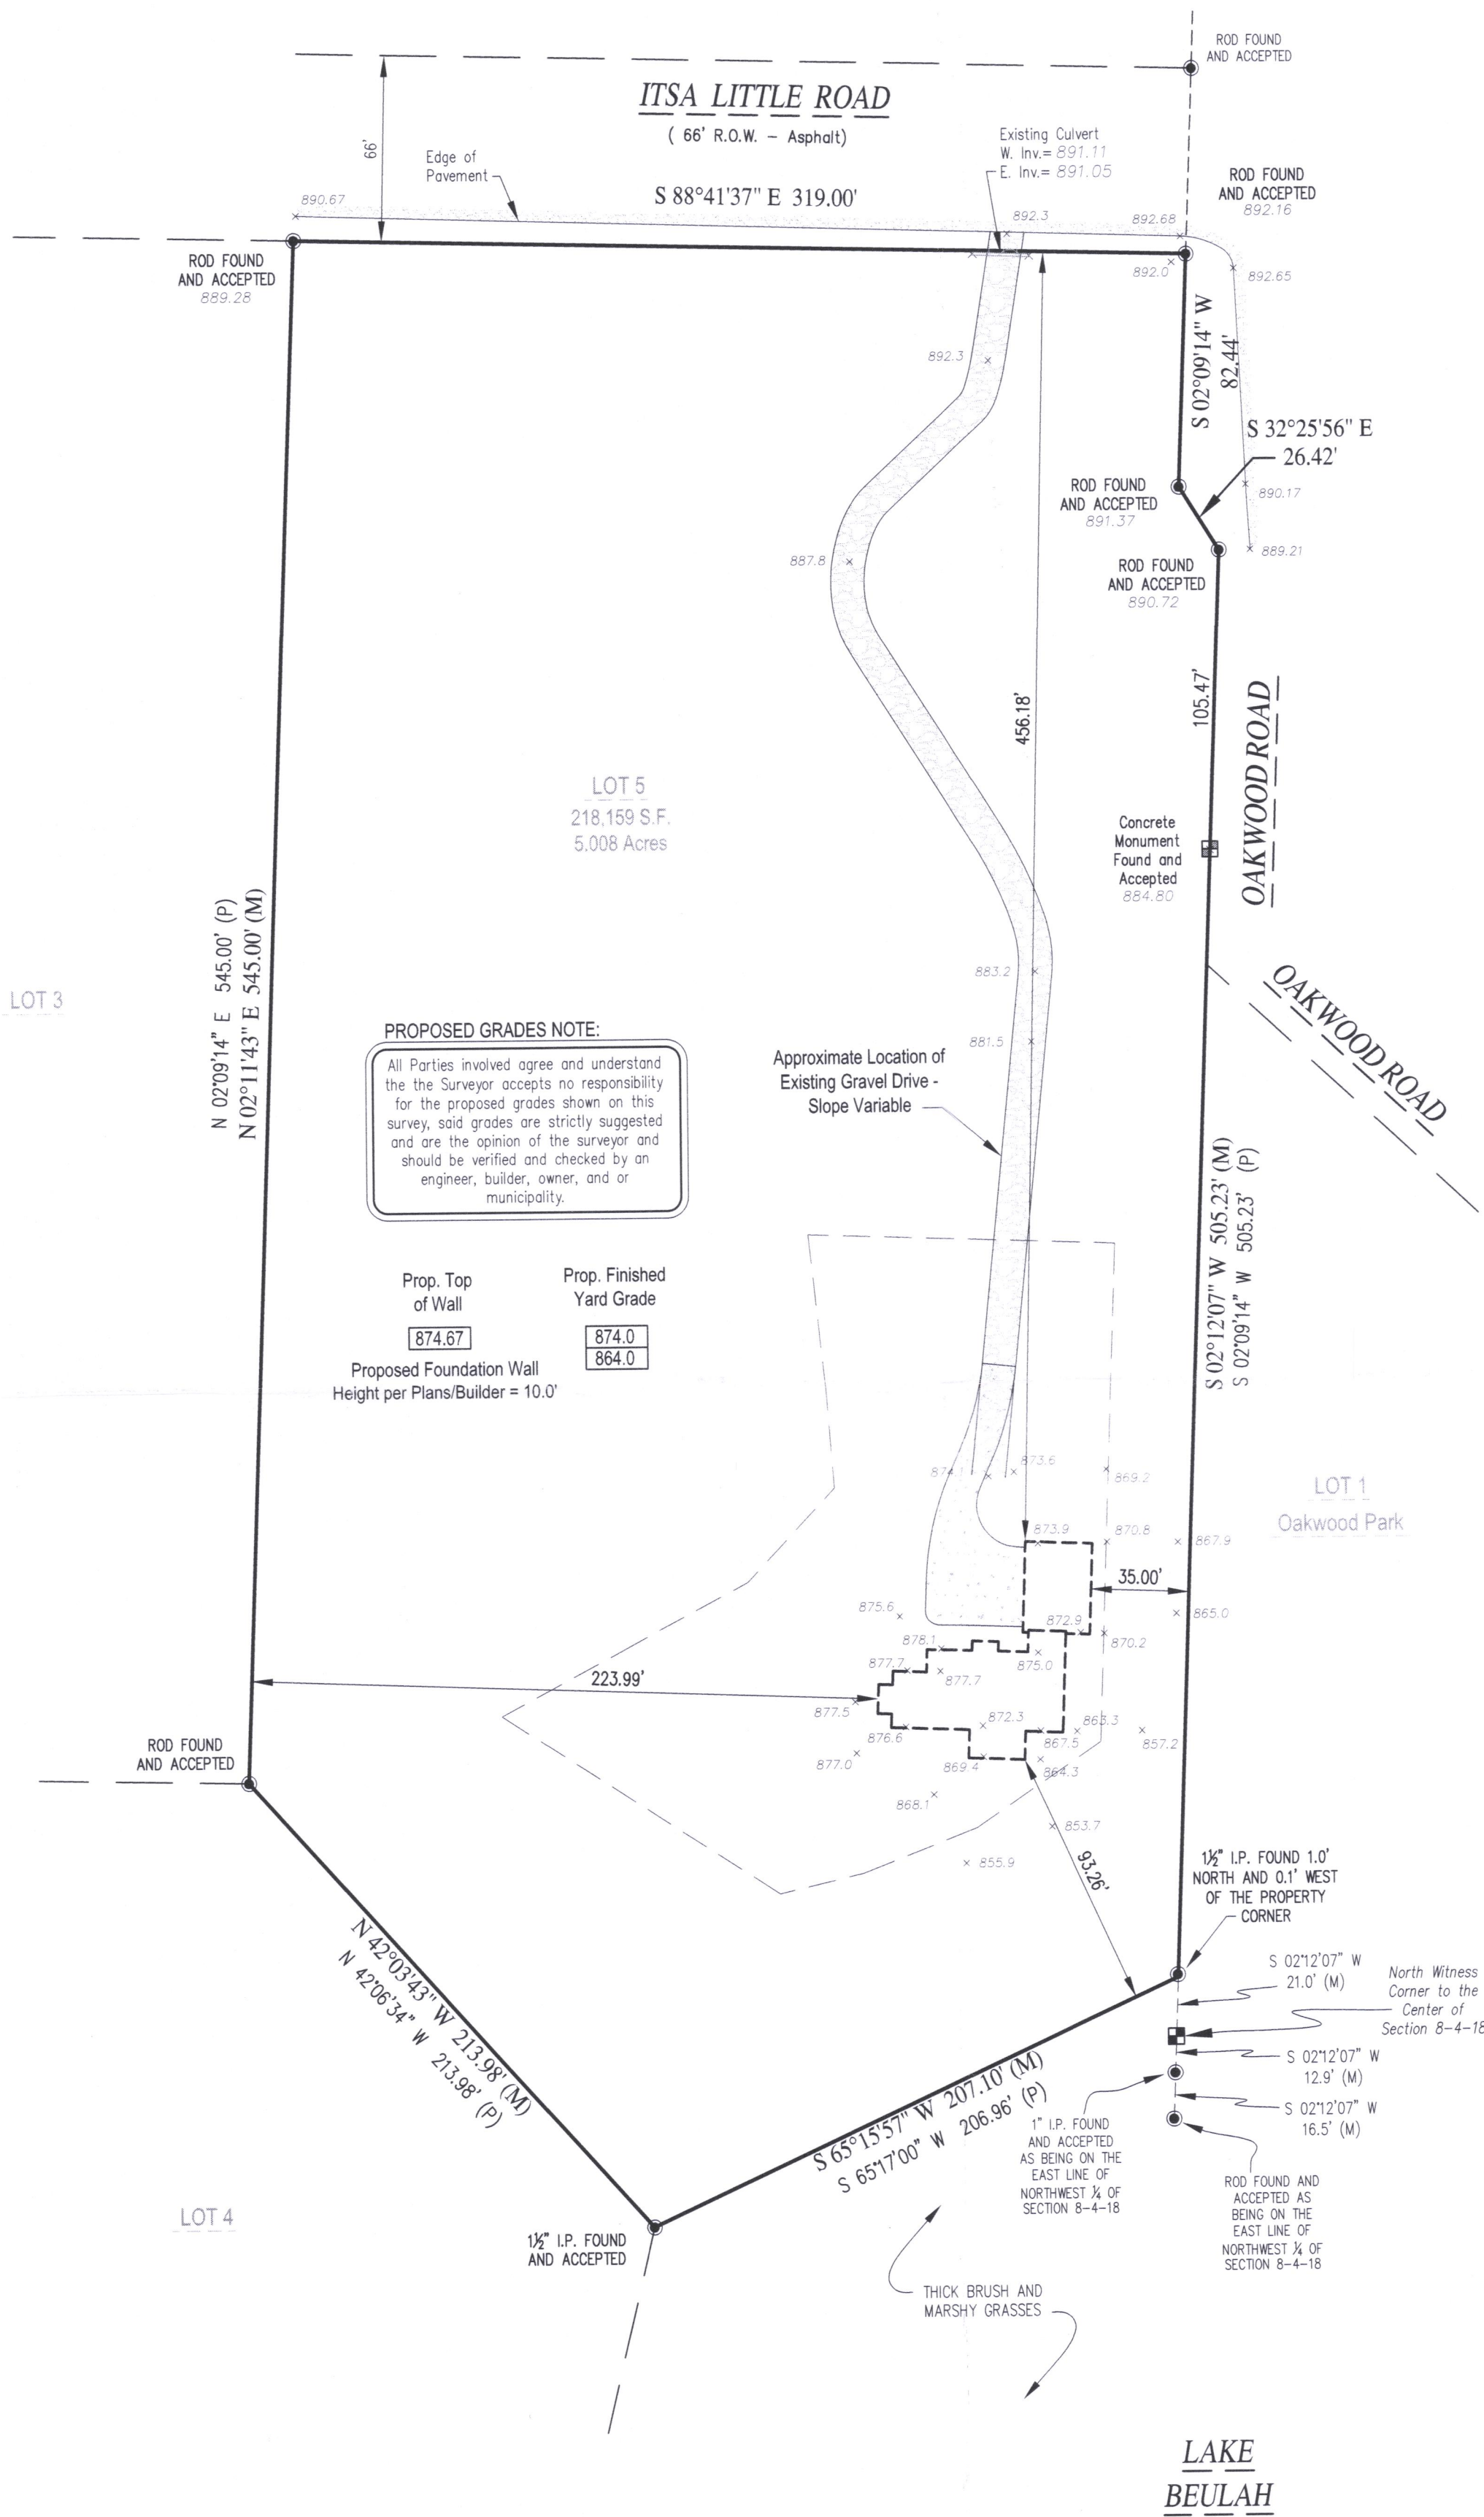 ROD FOUND
AND ACCEPTED
ITSA LITTLE ROAD
( 66' R.O.W. - Asphalt)
66'
Edge of
Pavement
Existing Culvert
W. Inv.= 891.11
E. Inv.= 891.05
S 88°41'37" E 319.00'
ROD FOUND
AND ACCEPTED
892.16
890.67
892.3
892.68
ROD FOUND
AND ACCEPTED
889.28
892.0
892.65
S 02°09'14" W
82.44'
892.3
S 32°25'56" E
26.42'
ROD FOUND
AND ACCEPTED
891.37
890.17
887.8
889.21
ROD FOUND
AND ACCEPTED
890.72
456.18'
105.47'
OAKWOOD ROAD
LOT 5
218,159 S.F.
5.008 Acres
Concrete
Monument
Found and
Accepted
884.80
N 02°09'14" E 545.00' (P)
N 02°11'43" E 545.00' (M)
LOT 3
883.2
OAKWOOD ROAD
PROPOSED GRADES NOTE:
All Parties involved agree and understand
the the Surveyor accepts no responsibility
for the proposed grades shown on this
survey, said grades are strictly suggested
and are the opinion of the surveyor and
should be verified and checked by an
engineer, builder, owner, and or
municipality.
881.5
Approximate Location of
Existing Gravel Drive -
Slope Variable
S 02°12'07" W 505.23' (M)
S 02°09'14" W 505.23' (P)
Prop. Top
of Wall
874.67
Prop. Finished
Yard Grade
874.0
864.0
Proposed Foundation Wall
Height per Plans/Builder = 10.0'
873.6
869.2
LOT 1
Oakwood Park
873.9
870.8
867.9
35.00'
875.6
872.9
865.0
870.2
878.1
875.0
877.7
877.7
223.99'
877.5
872.3
863.3
876.6
867.5
857.2
877.0
869.4
864.3
868.1
853.7
855.9
93.26'
ROD FOUND
AND ACCEPTED
1½" I.P. FOUND 1.0'
NORTH AND 0.1' WEST
OF THE PROPERTY
CORNER
N 42°03'43" W 213.98' (M)
N 42°06'34" W 213.98' (P)
S 02°12'07" W
21.0' (M)
North Witness
Corner to the
Center of
Section 8-4-18
S 02°12'07" W
12.9' (M)
S 02°12'07" W
16.5' (M)
S 65°15'57" W 207.10' (M)
S 65°17'00" W 206.96' (P)
1" I.P. FOUND
AND ACCEPTED
AS BEING ON THE
EAST LINE OF
NORTHWEST ¼ OF
SECTION 8-4-18
ROD FOUND AND
ACCEPTED AS
BEING ON THE
EAST LINE OF
NORTHWEST ¼ OF
SECTION 8-4-18
LOT 4
1½" I.P. FOUND
AND ACCEPTED
THICK BRUSH AND
MARSHY GRASSES
LAKE
BEULAH